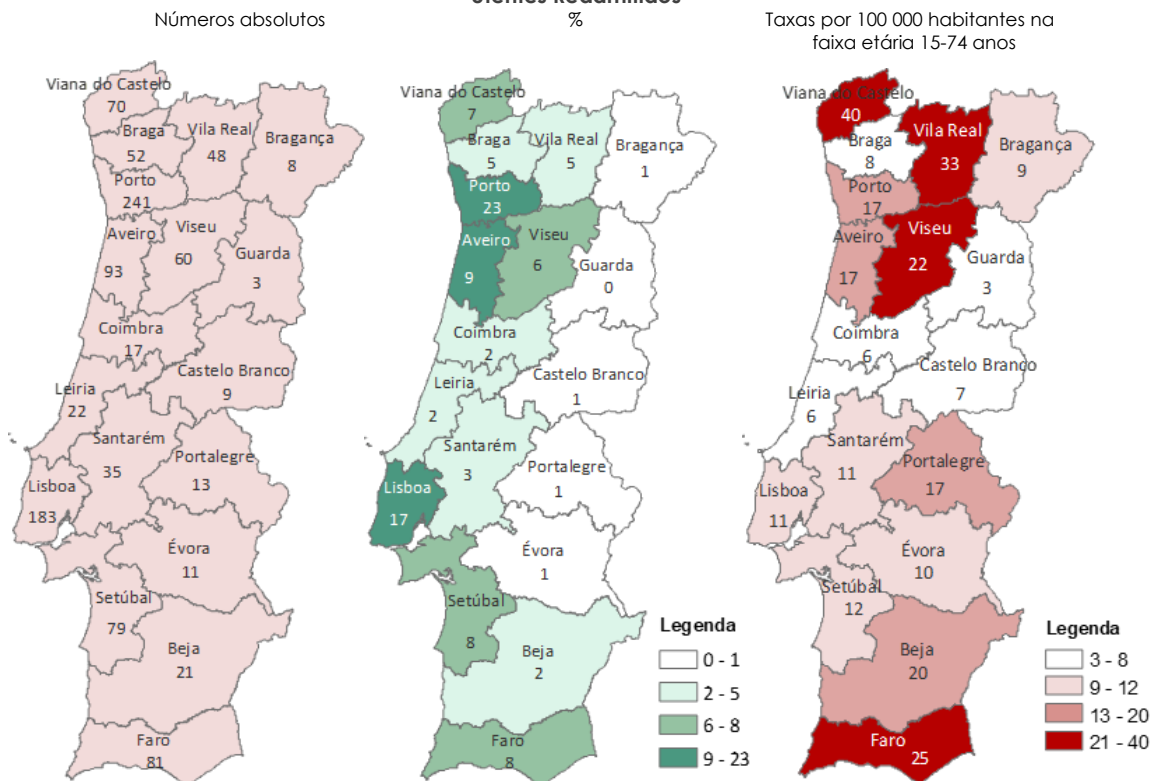 Utentes Readmitidos
Números absolutos
%
Taxas por 100 000 habitantes na
faixa etária 15-74 anos
Viana do Castelo
70
Braga
52
Vila Real
48
Bragança
8
Porto
241
Aveiro
93
Viseu
60
Guarda
3
Coimbra
17
Castelo Branco
9
Leiria
22
Santarém
35
Portalegre
13
Lisboa
183
Évora
11
Setúbal
79
Beja
21
Faro
81
Viana do Castelo
7
Braga
5
Vila Real
5
Bragança
1
Porto
23
Aveiro
9
Viseu
6
Guarda
0
Coimbra
2
Castelo Branco
1
Leiria
2
Santarém
3
Portalegre
1
Lisboa
17
Évora
1
Setúbal
8
Beja
2
Faro
8
Legenda
0 - 1
2 - 5
6 - 8
9 - 23
Viana do Castelo
40
Braga
8
Vila Real
33
Bragança
9
Porto
17
Aveiro
17
Viseu
22
Guarda
3
Coimbra
6
Castelo Branco
7
Leiria
6
Santarém
11
Portalegre
17
Lisboa
11
Évora
10
Setúbal
12
Beja
20
Faro
25
Legenda
3 - 8
9 - 12
13 - 20
21 - 40